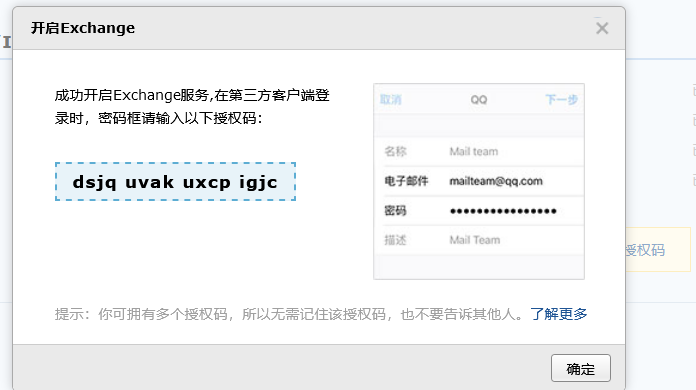 开启Exchange
成功开启Exchange服务,在第三方客户端登
录时，密码框请输入以下授权码：
dsjq uvak uxcp igjc
取消 QQ 下一步
名称 Mail team
电子邮件 mailteam@qq.com
密码 ●●●●●●●●●●●●●●●●
描述 Mail Team
授权码
提示：你可拥有多个授权码，所以无需记住该授权码，也不要告诉其他人。了解更多
确定